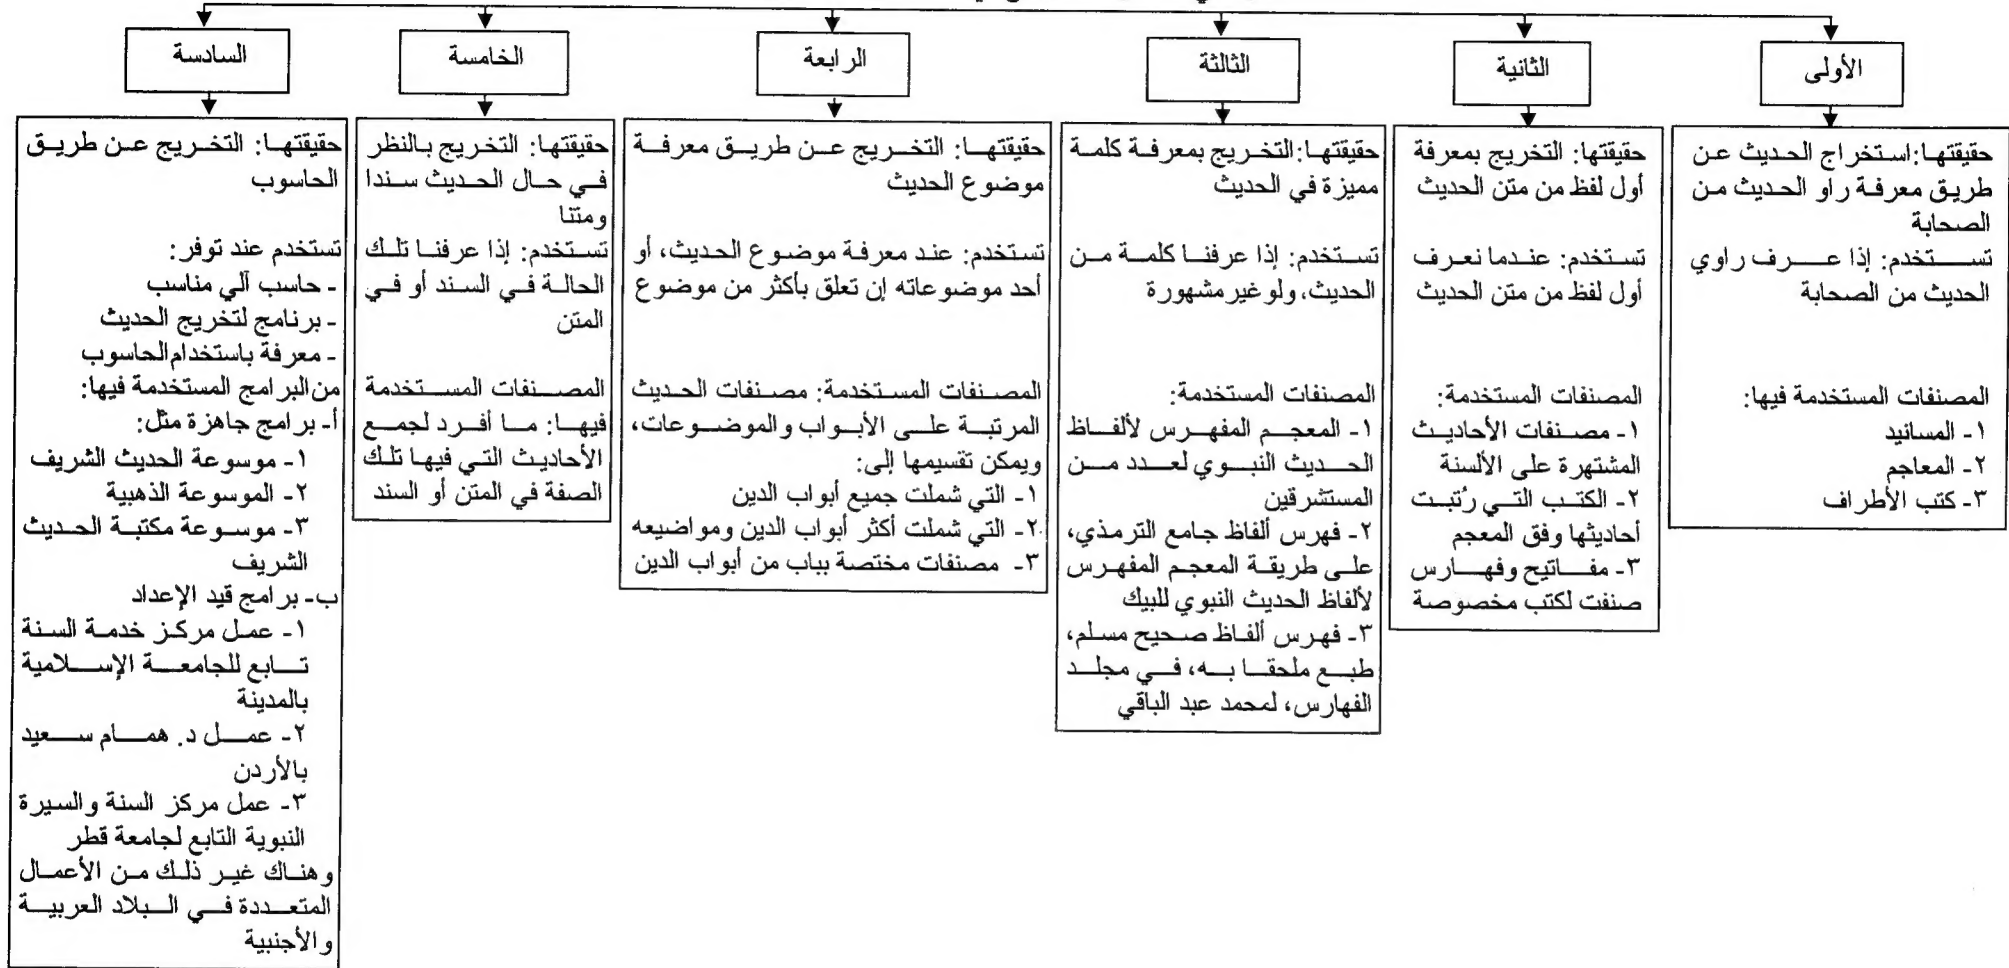 الأولى
حقيقتها: استخراج الحديث عن
طريق معرفة راو الحديث من
الصحابة
تستخدم: إذا عرف راوي
الحديث من الصحابة
المصنفات المستخدمة فيها:
١- المسانيد
٢- المعاجم
٣- كتب الأطراف
الثانية
حقيقتها: التخريج بمعرفة
أول لفظ من متن الحديث
تستخدم: عندما نعرف
أول لفظ من متن الحديث
المصنفات المستخدمة:
١- مصنفات الأحاديث
المشتهرة على الألسنة
٢- الكتب التي رُتبت
أحاديثها وفق المعجم
٣- مفاتيح وفهارس
صنفت لكتب مخصوصة
الثالثة
حقيقتها: التخريج بمعرفة كلمة
مميزة في الحديث
تستخدم: إذا عرفنا كلمة من
الحديث، ولو غير مشهورة
المصنفات المستخدمة:
١- المعجم المفهرس لألفاظ
الحديث النبوي لعدد من
المستشرقين
٢- فهرس ألفاظ جامع الترمذي،
على طريقة المعجم المفهرس
لألفاظ الحديث النبوي للبيك
٣- فهرس ألفاظ صحيح مسلم،
طبع ملحقا به، في مجلد
الفهارس، لمحمد عبد الباقي
الرابعة
حقيقتها: التخريج عن طريق معرفة
موضوع الحديث
تستخدم: عند معرفة موضوع الحديث، أو
أحد موضوعاته إن تعلق بأكثر من موضوع
المصنفات المستخدمة: مصنفات الحديث
المرتبة على الأبواب والموضوعات،
ويمكن تقسيمها إلى:
١- التي شملت جميع أبواب الدين
٢- التي شملت أكثر أبواب الدين ومواضيعه
٣- مصنفات مختصة بباب من أبواب الدين
الخامسة
حقيقتها: التخريج بالنظر
في حال الحديث سندا
ومتنا
تستخدم: إذا عرفنا تلك
الحالة في السند أو في
المتن
المصنفات المستخدمة
فيها: ما أفرد لجمع
الأحاديث التي فيها تلك
الصفة في المتن أو السند
السادسة
حقيقتها: التخريج عن طريق
الحاسوب
تستخدم عند توفر:
- حاسب آلي مناسب
- برنامج لتخريج الحديث
- معرفة باستخدام الحاسوب
من البرامج المستخدمة فيها:
أ- برامج جاهزة مثل:
١- موسوعة الحديث الشريف
٢- الموسوعة الذهبية
٣- موسوعة مكتبة الحديث
الشريف
ب- برامج قيد الإعداد
١- عمل مركز خدمة السنة
تابع للجامعة الإسلامية
بالمدينة
٢- عمل د. همام سعيد
بالأردن
٣- عمل مركز السنة والسيرة
النبوية التابع لجامعة قطر
وهناك غير ذلك من الأعمال
المتعددة في البلاد العربية
والأجنبية